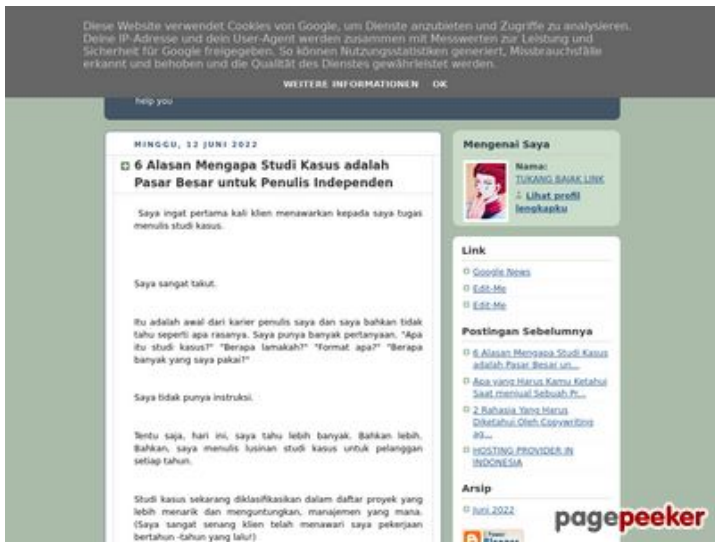 Diese Website verwendet Cookies von Google, um Dienste anzubieten und Zugriffe zu analysieren.
Deine IP-Adresse und dein User-Agent werden zusammen mit Messwerten zur Leistung und
Sicherheit für Google freigegeben. So können Nutzungsstatistiken generiert, Missbrauchsfälle
erkannt und behoben und die Qualität des Dienstes gewährleistet werden.
WEITERE INFORMATIONEN OK
help you
MINGGU, 12 JUNI 2022
6 Alasan Mengapa Studi Kasus adalah
Pasar Besar untuk Penulis Independen
Saya ingat pertama kali klien menawarkan kepada saya tugas
menulis studi kasus.
Saya sangat takut.
Itu adalah awal dari karier penulis saya dan saya bahkan tidak
tahu seperti apa rasanya. Saya punya banyak pertanyaan. "Apa
itu studi kasus?" "Berapa lamakah?" "Format apa?" "Berapa
banyak yang saya pakai?"
Saya tidak punya instruksi.
Tentu saja, hari ini, saya tahu lebih banyak. Bahkan lebih.
Bahkan, saya menulis lusinan studi kasus untuk pelanggan
setiap tahun.
Studi kasus sekarang diklasifikasikan dalam daftar proyek yang
lebih menarik dan menguntungkan, manajemen yang mana.
(Saya sangat senang klien telah menawari saya pekerjaan
bertahun -tahun yang lalu!)
Mengenai Saya
Nama:
TUKANG BAJAK LINK
Lihat profil
lengkapku
Link
Google News
Edit-Me
Edit-Me
Postingan Sebelumnya
6 Alasan Mengapa Studi Kasus
adalah Pasar Besar un...
Apa yang Harus Kamu Ketahui
Saat menjual Sebuah Pr...
2 Rahasia Yang Harus
Diketahui Oleh Copywriting
ag...
HOSTING PROVIDER IN
INDONESIA
Arsip
Juni 2022
pagepeeker